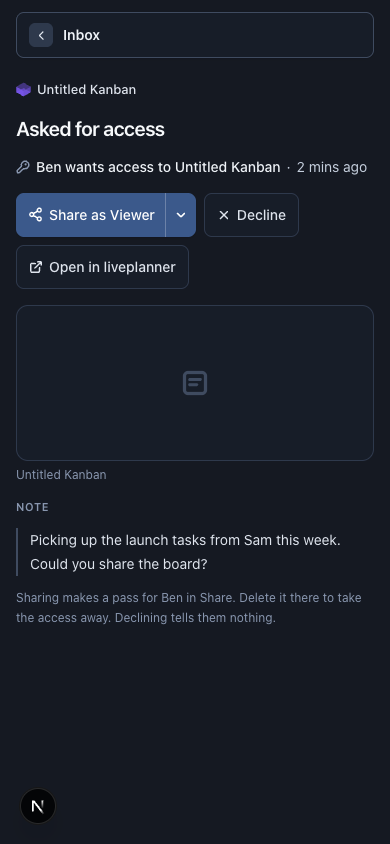 Inbox
Untitled Kanban
Asked for access
Ben wants access to Untitled Kanban · 2 mins ago
Share as Viewer
Decline
Open in liveplanner
Untitled Kanban
NOTE
Picking up the launch tasks from Sam this week.
Could you share the board?
Sharing makes a pass for Ben in Share. Delete it there to take
the access away. Declining tells them nothing.
N